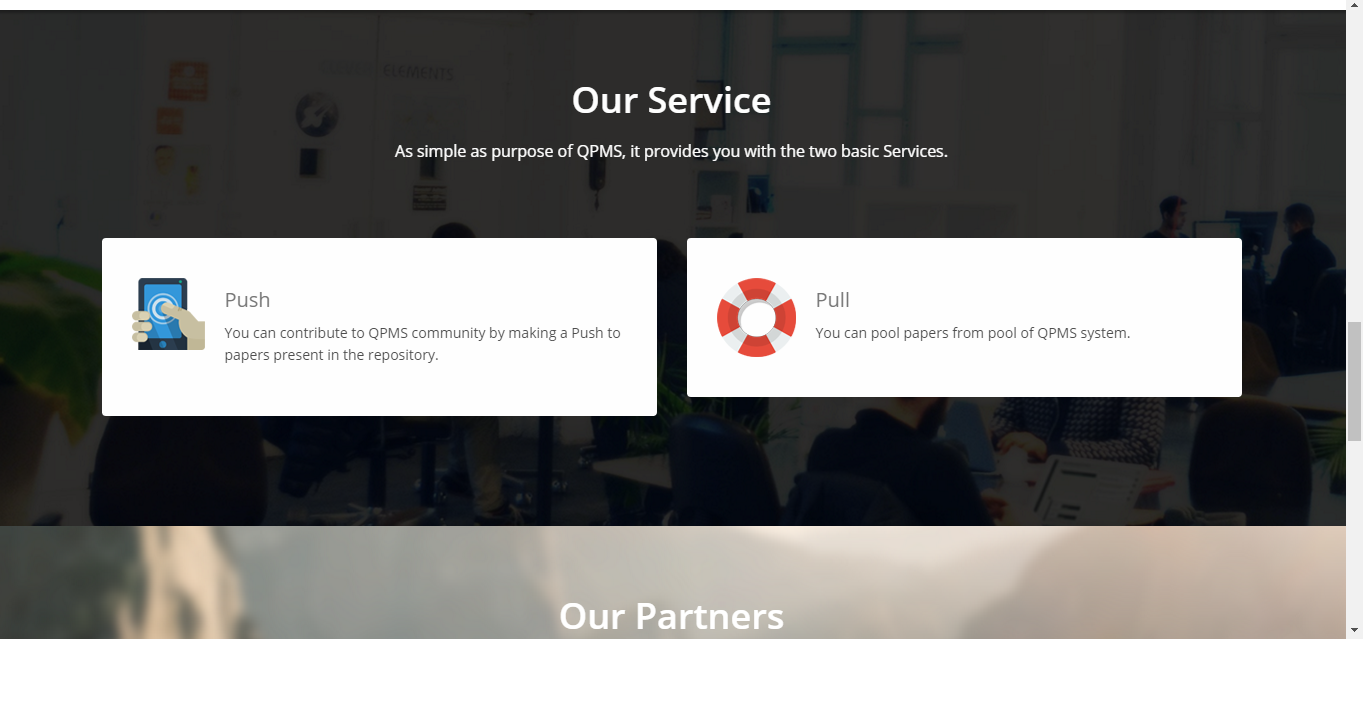 ELEMENTS
Our Service
As simple as purpose of QPMS, it provides you with the two basic Services.
Push
You can contribute to QPMS community by making a Push to
papers present in the repository.
Pull
You can pool papers from pool of QPMS system.
Our Partners